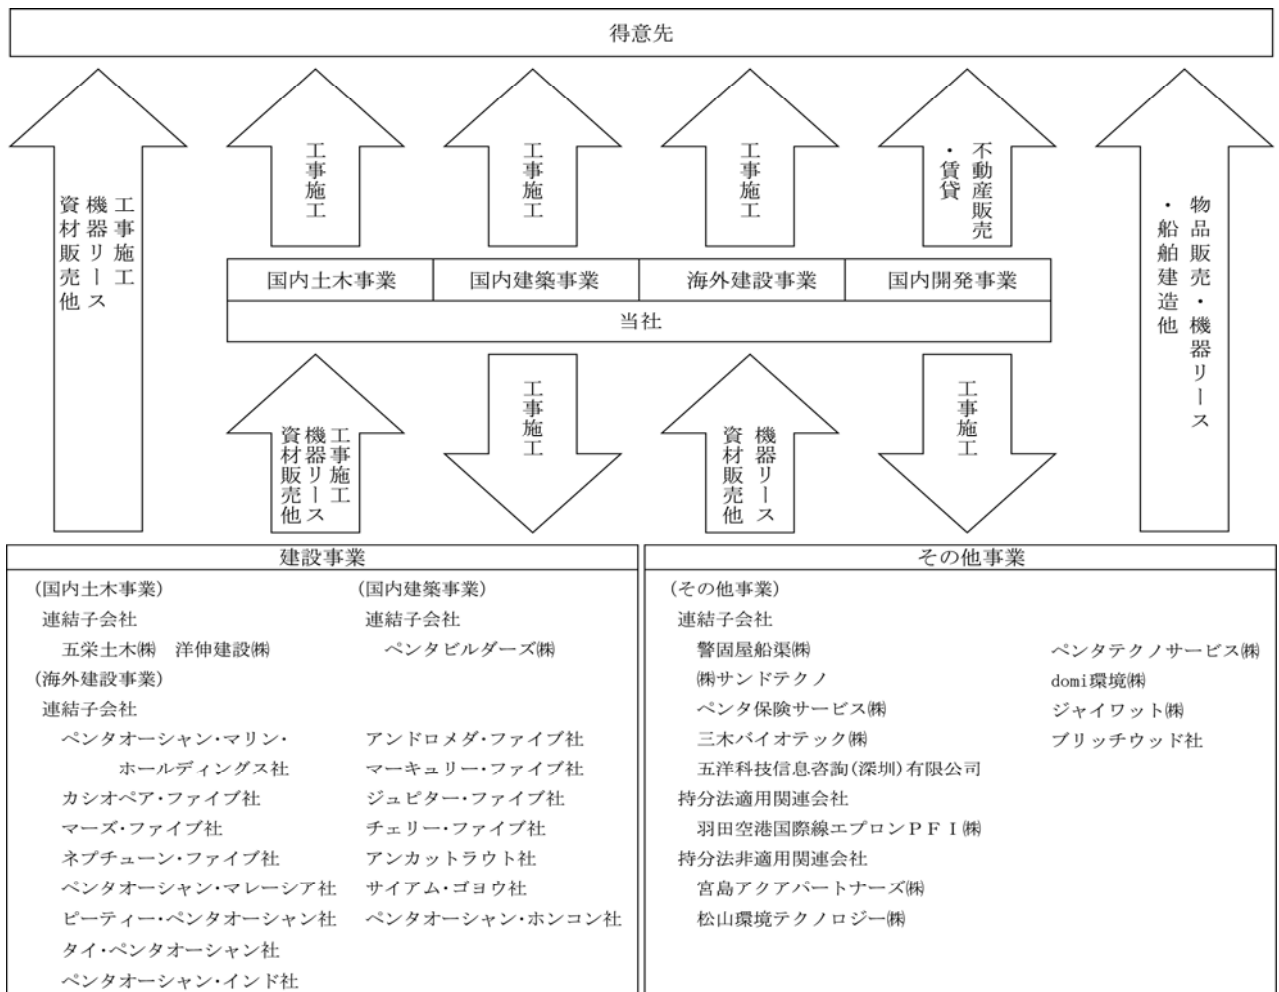 得意先
工事施工
機器リース
資材販売他
工事施工
工事施工
工事施工
不動産販売
・賃貸
物品販売・機器リース
・船舶建造他
国内土木事業
国内建築事業
海外建設事業
国内開発事業
当社
工事施工
機器リース
資材販売他
工事施工
機器リース
資材販売他
工事施工
建設事業
(国内土木事業)
連結子会社
五栄土木㈱ 洋伸建設㈱
(国内建築事業)
連結子会社
ペンタビルダーズ㈱
(海外建設事業)
連結子会社
ペンタオーシャン・マリン・
ホールディングス社
カシオペア・ファイブ社
マーズ・ファイブ社
ネプチューン・ファイブ社
ペンタオーシャン・マレーシア社
ピーティー・ペンタオーシャン社
タイ・ペンタオーシャン社
ペンタオーシャン・インド社
アンドロメダ・ファイブ社
マーキュリー・ファイブ社
ジュピター・ファイブ社
チェリー・ファイブ社
アンカットラウト社
サイアム・ゴヨウ社
ペンタオーシャン・ホンコン社
その他事業
(その他事業)
連結子会社
警固屋船渠㈱
㈱サンドテクノ
ペンタ保険サービス㈱
三木バイオテック㈱
五洋科技信息咨詢(深圳)有限公司
ペンタテクノサービス㈱
domi環境㈱
ジャイワット㈱
ブリッチウッド社
持分法適用関連会社
羽田空港国際線エプロンＰＦＩ㈱
持分法非適用関連会社
宮島アクアパートナーズ㈱
松山環境テクノロジー㈱